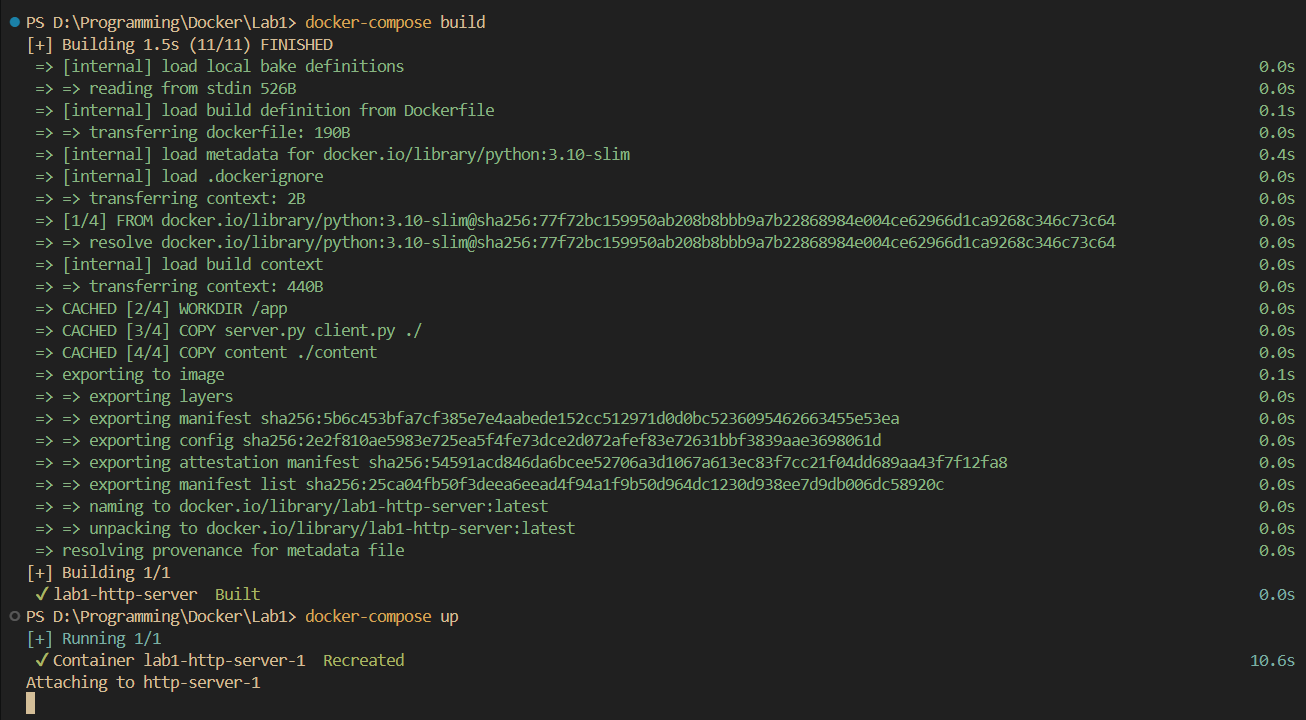 PS D:\Programming\Docker\Lab1> docker-compose build
[+] Building 1.5s (11/11) FINISHED
=> [internal] load local bake definitions 0.0s
=> => reading from stdin 526B 0.0s
=> [internal] load build definition from Dockerfile 0.1s
=> => transferring dockerfile: 190B 0.0s
=> [internal] load metadata for docker.io/library/python:3.10-slim 0.4s
=> [internal] load .dockerignore 0.0s
=> => transferring context: 2B 0.0s
=> [1/4] FROM docker.io/library/python:3.10-slim@sha256:77f72bc159950ab208b8bbb9a7b22868984e004ce62966d1ca9268c346c73c64 0.0s
=> => resolve docker.io/library/python:3.10-slim@sha256:77f72bc159950ab208b8bbb9a7b22868984e004ce62966d1ca9268c346c73c64 0.0s
=> [internal] load build context 0.0s
=> => transferring context: 440B 0.0s
=> CACHED [2/4] WORKDIR /app 0.0s
=> CACHED [3/4] COPY server.py client.py ./ 0.0s
=> CACHED [4/4] COPY content ./content 0.0s
=> exporting to image 0.1s
=> => exporting layers 0.0s
=> => exporting manifest sha256:5b6c453bfa7cf385e7e4aabede152cc512971d0d0bc5236095462663455e53ea 0.0s
=> => exporting config sha256:2e2f810ae5983e725ea5f4fe73dce2d072afef83e72631bbf3839aae3698061d 0.0s
=> => exporting attestation manifest sha256:54591acd846da6bcee52706a3d1067a613ec83f7cc21f04dd689aa43f7f12fa8 0.0s
=> => exporting manifest list sha256:25ca04fb50f3deea6eead4f94a1f9b50d964dc1230d938ee7d9db006dc58920c 0.0s
=> => naming to docker.io/library/lab1-http-server:latest 0.0s
=> => unpacking to docker.io/library/lab1-http-server:latest 0.0s
=> resolving provenance for metadata file 0.0s
[+] Building 1/1
✓ lab1-http-server Built 0.0s
PS D:\Programming\Docker\Lab1> docker-compose up
[+] Running 1/1
✓ Container lab1-http-server-1 Recreated 10.6s
Attaching to http-server-1